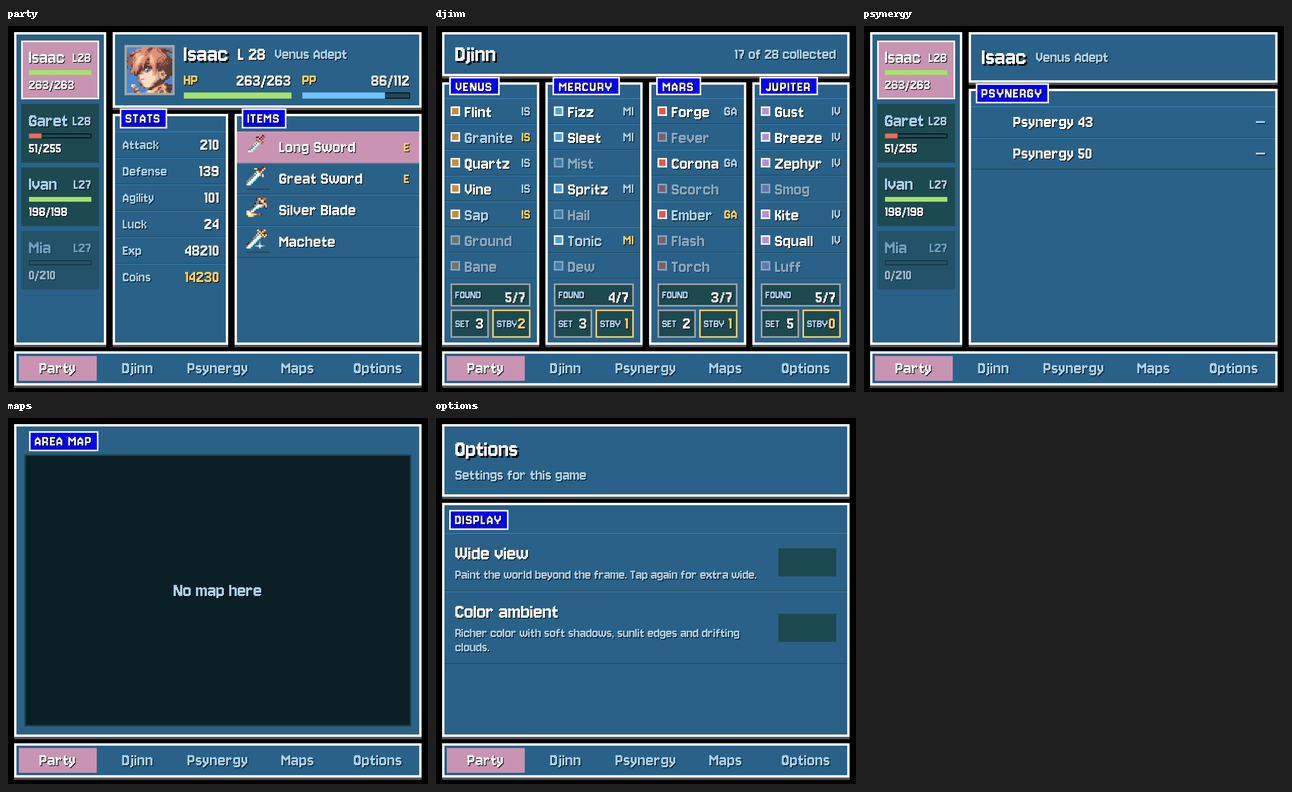 party
Isaac L28
263/263
Garet L28
51/255
Ivan L27
198/198
Mia L27
0/210
Isaac L 28 Venus Adept
HP 263/263 PP 86/112
STATS
Attack 210
Defense 139
Agility 101
Luck 24
Exp 48210
Coins 14230
ITEMS
Long Sword E
Great Sword E
Silver Blade
Machete
Party Djinn Psynergy Maps Options
djinn
Djinn 17 of 28 collected
VENUS
Flint IS
Granite IS
Quartz IS
Vine IS
Sap IS
Ground
Bane
FOUND 5/7
SET 3 STBY 2
MERCURY
Fizz MI
Sleet MI
Mist
Spritz MI
Hail
Tonic MI
Dew
FOUND 4/7
SET 3 STBY 1
MARS
Forge GA
Fever
Corona GA
Scorch
Ember GA
Flash
Torch
FOUND 3/7
SET 2 STBY 1
JUPITER
Gust IV
Breeze IV
Zephyr IV
Smog
Kite IV
Squall IV
Luff
FOUND 5/7
SET 5 STBY 0
Party Djinn Psynergy Maps Options
psynergy
Isaac L28
263/263
Garet L28
51/255
Ivan L27
198/198
Mia L27
0/210
Isaac Venus Adept
PSYNERGY
Psynergy 43 —
Psynergy 50 —
Party Djinn Psynergy Maps Options
maps
AREA MAP
No map here
Party Djinn Psynergy Maps Options
options
Options
Settings for this game
DISPLAY
Wide view
Paint the world beyond the frame. Tap again for extra wide.
Color ambient
Richer color with soft shadows, sunlit edges and drifting
clouds.
Party Djinn Psynergy Maps Options